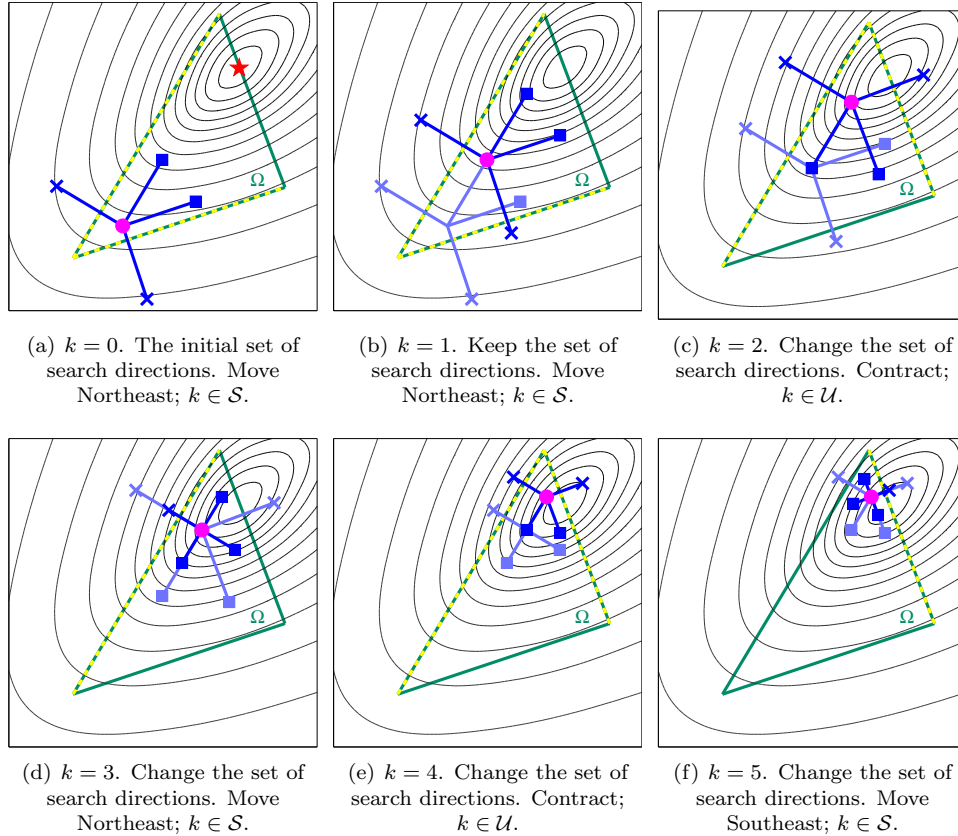 Ω
Ω
Ω
(a) k = 0. The initial set of
search directions. Move
Northeast; k ∈ S.
(b) k = 1. Keep the set of
search directions. Move
Northeast; k ∈ S.
(c) k = 2. Change the set of
search directions. Contract;
k ∈ U.
Ω
Ω
Ω
(d) k = 3. Change the set of
search directions. Move
Northeast; k ∈ S.
(e) k = 4. Change the set of
search directions. Contract;
k ∈ U.
(f) k = 5. Change the set of
search directions. Move
Southeast; k ∈ S.